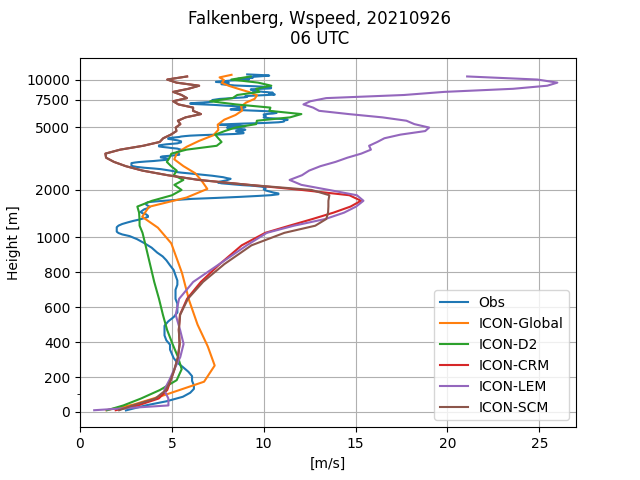 Falkenberg, Wspeed, 20210926
06 UTC
Height [m]
10000
7500
5000
2000
1000
800
600
400
200
0
0 5 10 15 20 25
[m/s]
Obs
ICON-Global
ICON-D2
ICON-CRM
ICON-LEM
ICON-SCM